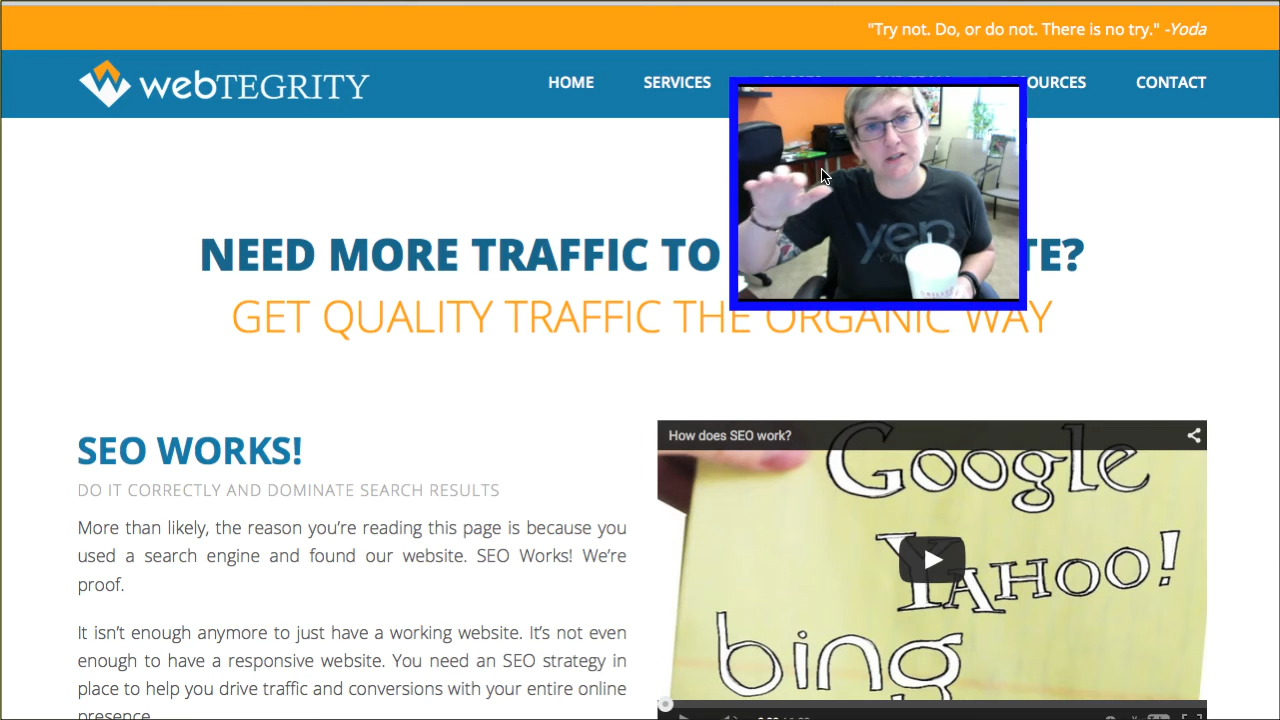 "Try not. Do, or do not. There is no try." -Yoda
webTEGRITY
HOME SERVICES RESOURCES CONTACT
NEED MORE TRAFFIC TO
GET QUALITY TRAFFIC THE ORGANIC WAY
yep
SEO WORKS!
DO IT CORRECTLY AND DOMINATE SEARCH RESULTS
More than likely, the reason you're reading this page is because you
used a search engine and found our website. SEO Works! We're
proof.
It isn't enough anymore to just have a working website. It's not even
enough to have a responsive website. You need an SEO strategy in
place to help you drive traffic and conversions with your entire online
presence.
How does SEO work?
Google
YAHOO!
bing